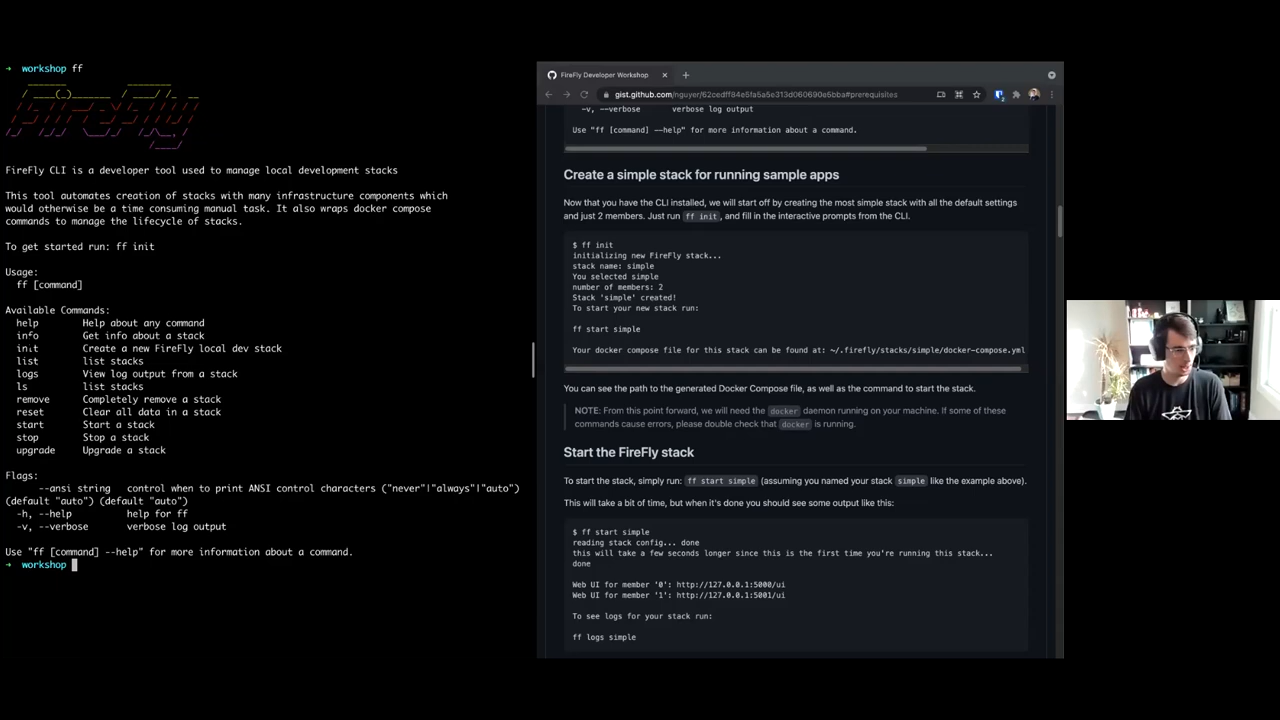 → workshop ff
FireFly CLI is a developer tool used to manage local development stacks
This tool automates creation of stacks with many infrastructure components which
would otherwise be a time consuming manual task. It also wraps docker compose
commands to manage the lifecycle of stacks.
To get started run: ff init
Usage:
ff [command]
Available Commands:
help Help about any command
info Get info about a stack
init Create a new FireFly local dev stack
list list stacks
logs View log output from a stack
ls list stacks
remove Completely remove a stack
reset Clear all data in a stack
start Start a stack
stop Stop a stack
upgrade Upgrade a stack
Flags:
--ansi string control when to print ANSI control characters ("never"|"always"|"auto")
(default "auto") (default "auto")
-h, --help help for ff
-v, --verbose verbose log output
Use "ff [command] --help" for more information about a command.
→ workshop
FireFly Developer Workshop
gist.github.com/nguyer/62cedff84e5fa5a5e313d060690e5bba#prerequisites
-v, --verbose verbose log output
Use "ff [command] --help" for more information about a command.
Create a simple stack for running sample apps
Now that you have the CLI installed, we will start off by creating the most simple stack with all the default settings
and just 2 members. Just run ff init, and fill in the interactive prompts from the CLI.
$ ff init
initializing new FireFly stack...
stack name: simple
You selected simple
number of members: 2
Stack 'simple' created!
To start your new stack run:
ff start simple
Your docker compose file for this stack can be found at: ~/.firefly/stacks/simple/docker-compose.yml
You can see the path to the generated Docker Compose file, as well as the command to start the stack.
NOTE: From this point forward, we will need the docker daemon running on your machine. If some of these
commands cause errors, please double check that docker is running.
Start the FireFly stack
To start the stack, simply run: ff start simple (assuming you named your stack simple like the example above).
This will take a bit of time, but when it's done you should see some output like this:
$ ff start simple
reading stack config... done
this will take a few seconds longer since this is the first time you're running this stack...
done
Web UI for member '0': http://127.0.0.1:5000/ui
Web UI for member '1': http://127.0.0.1:5001/ui
To see logs for your stack run:
ff logs simple